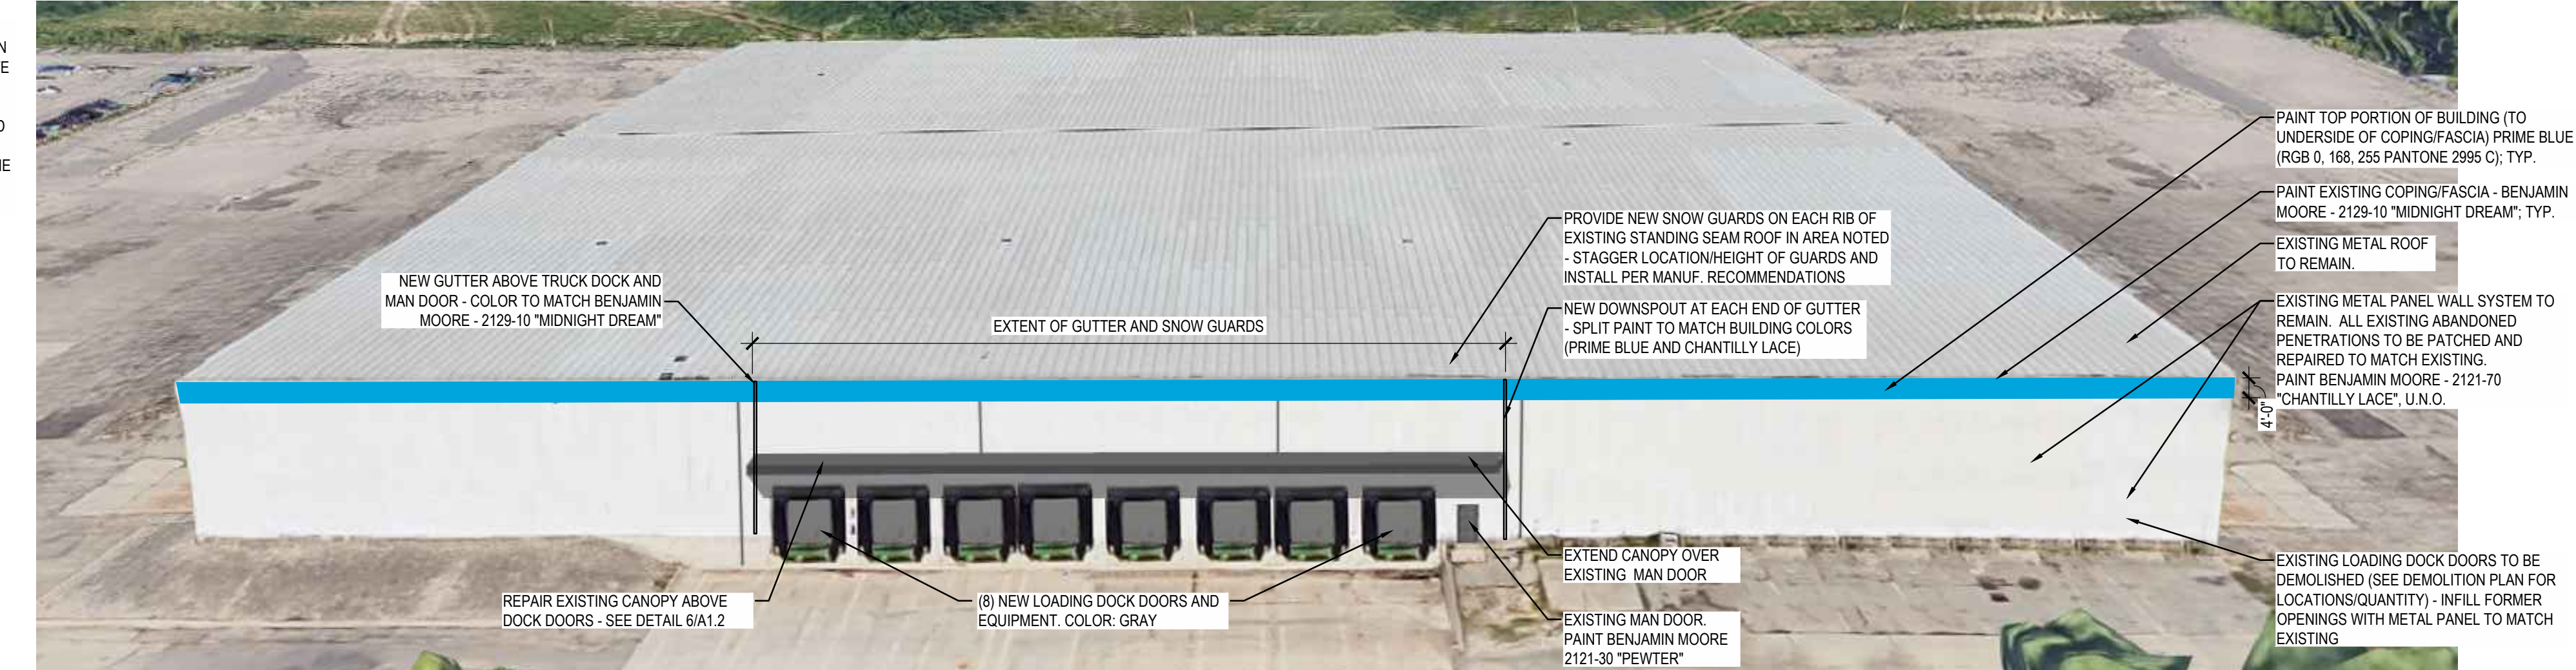 N
E
O
HE
NEW GUTTER ABOVE TRUCK DOCK AND
MAN DOOR - COLOR TO MATCH BENJAMIN
MOORE - 2129-10 "MIDNIGHT DREAM"
EXTENT OF GUTTER AND SNOW GUARDS
PROVIDE NEW SNOW GUARDS ON EACH RIB OF
EXISTING STANDING SEAM ROOF IN AREA NOTED
- STAGGER LOCATION/HEIGHT OF GUARDS AND
INSTALL PER MANUF. RECOMMENDATIONS
NEW DOWNSPOUT AT EACH END OF GUTTER
- SPLIT PAINT TO MATCH BUILDING COLORS
(PRIME BLUE AND CHANTILLY LACE)
PAINT TOP PORTION OF BUILDING (TO
UNDERSIDE OF COPING/FASCIA) PRIME BLUE
(RGB 0, 168, 255 PANTONE 2995 C); TYP.
PAINT EXISTING COPING/FASCIA - BENJAMIN
MOORE - 2129-10 "MIDNIGHT DREAM"; TYP.
EXISTING METAL ROOF
TO REMAIN.
EXISTING METAL PANEL WALL SYSTEM TO
REMAIN. ALL EXISTING ABANDONED
PENETRATIONS TO BE PATCHED AND
REPAIRED TO MATCH EXISTING.
PAINT BENJAMIN MOORE - 2121-70
"CHANTILLY LACE", U.N.O.
4'-0"
REPAIR EXISTING CANOPY ABOVE
DOCK DOORS - SEE DETAIL 6/A1.2
(8) NEW LOADING DOCK DOORS AND
EQUIPMENT. COLOR: GRAY
EXTEND CANOPY OVER
EXISTING MAN DOOR
EXISTING MAN DOOR.
PAINT BENJAMIN MOORE
2121-30 "PEWTER"
EXISTING LOADING DOCK DOORS TO BE
DEMOLISHED (SEE DEMOLITION PLAN FOR
LOCATIONS/QUANTITY) - INFILL FORMER
OPENINGS WITH METAL PANEL TO MATCH
EXISTING